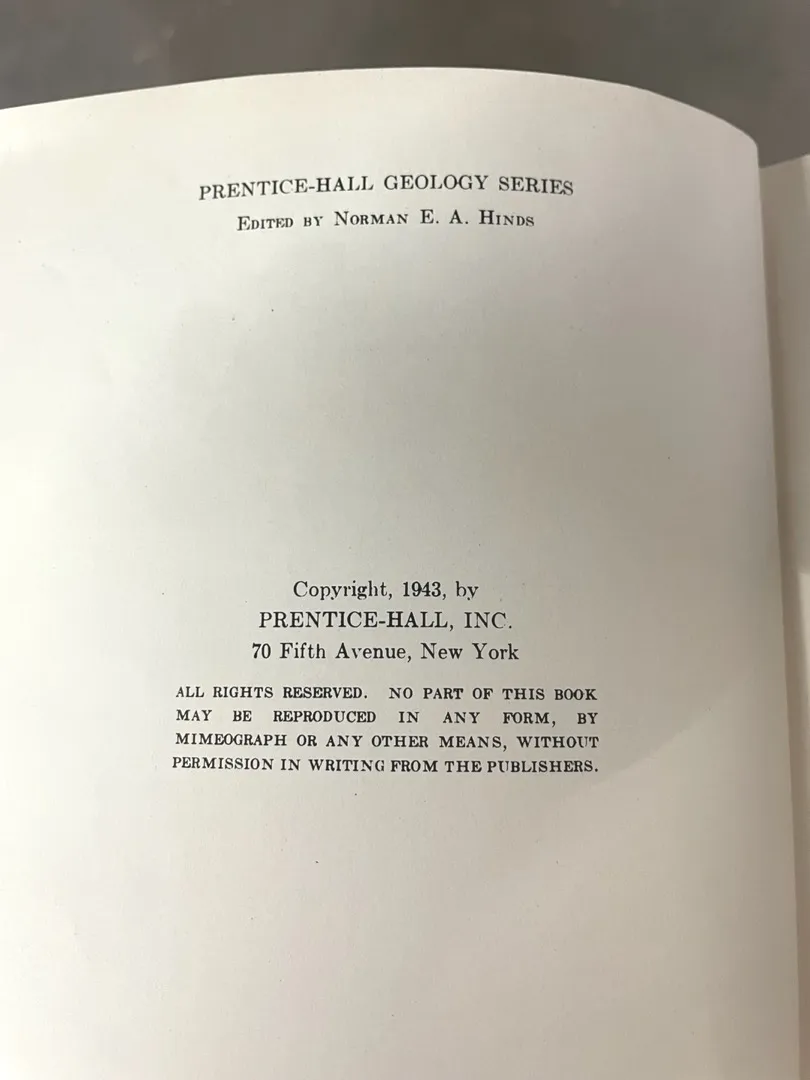 PRENTICE-HALL GEOLOGY SERIES
EDITED BY NORMAN E. A. HINDS
Copyright, 1943, by
PRENTICE-HALL, INC.
70 Fifth Avenue, New York
ALL RIGHTS RESERVED. NO PART OF THIS BOOK
MAY BE REPRODUCED IN ANY FORM, BY
MIMEOGRAPH OR ANY OTHER MEANS, WITHOUT
PERMISSION IN WRITING FROM THE PUBLISHERS.